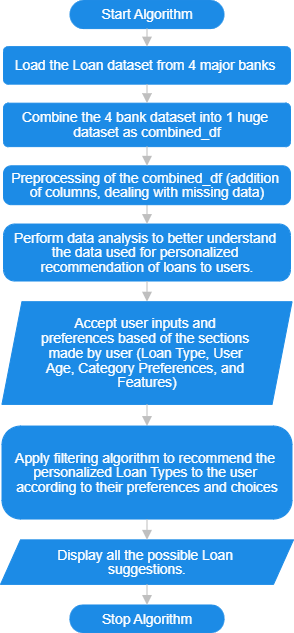 Start Algorithm
Load the Loan dataset from 4 major banks
Combine the 4 bank dataset into 1 huge
dataset as combined_df
Preprocessing of the combined_df (addition
of columns, dealing with missing data)
Perform data analysis to better understand
the data used for personalized
recommendation of loans to users.
Accept user inputs and
preferences based of the sections
made by user (Loan Type, User
Age, Category Preferences, and
Features)
Apply filtering algorithm to recommend the
personalized Loan Types to the user
according to their preferences and choices
Display all the possible Loan
suggestions.
Stop Algorithm